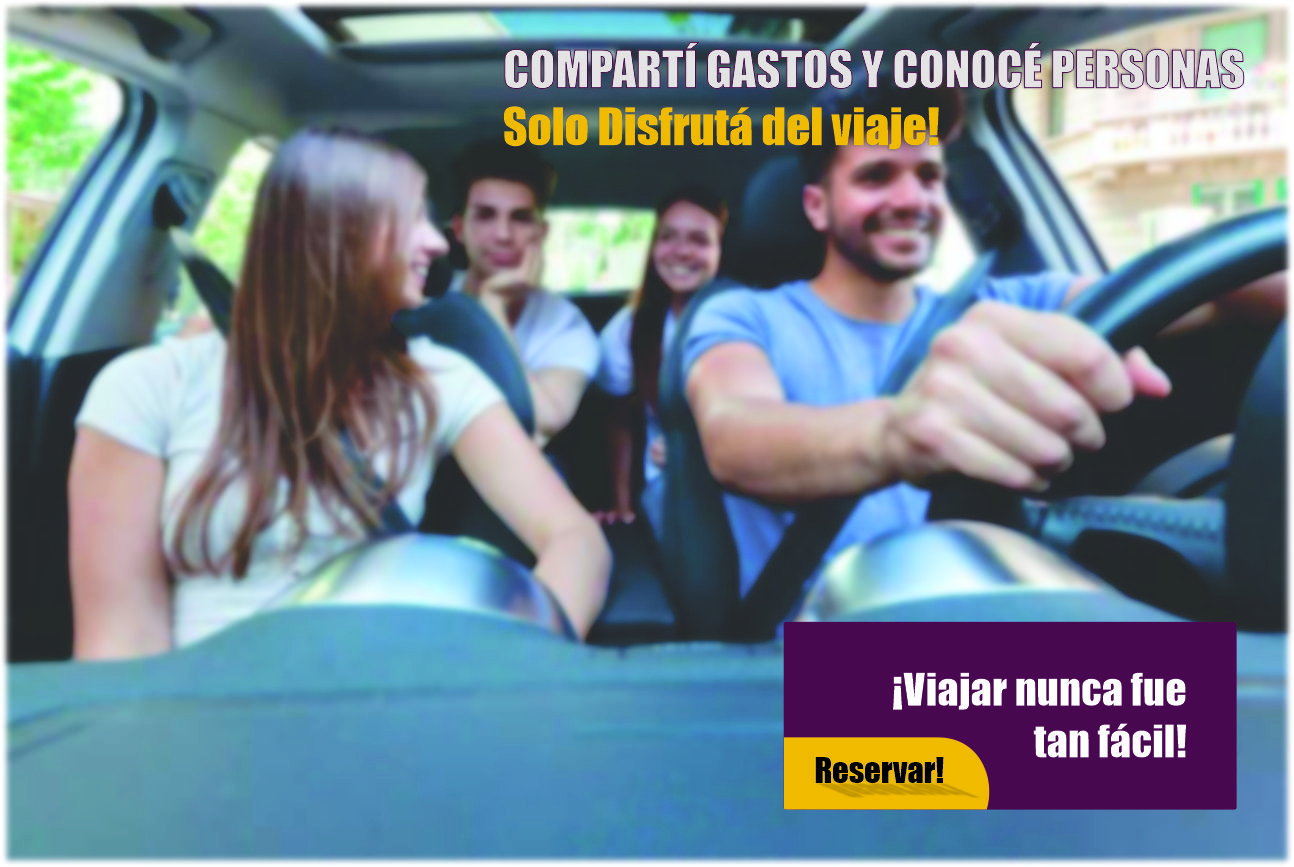 COMPARTÍ GASTOS Y CONOCÉ PERSONAS
Solo Disfrutá del viaje!
¡Viajar nunca fue
tan fácil!
Reservar!